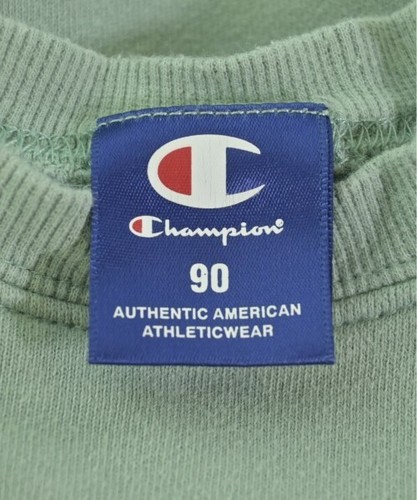 Champion®
90
AUTHENTIC AMERICAN
ATHLETICWEAR